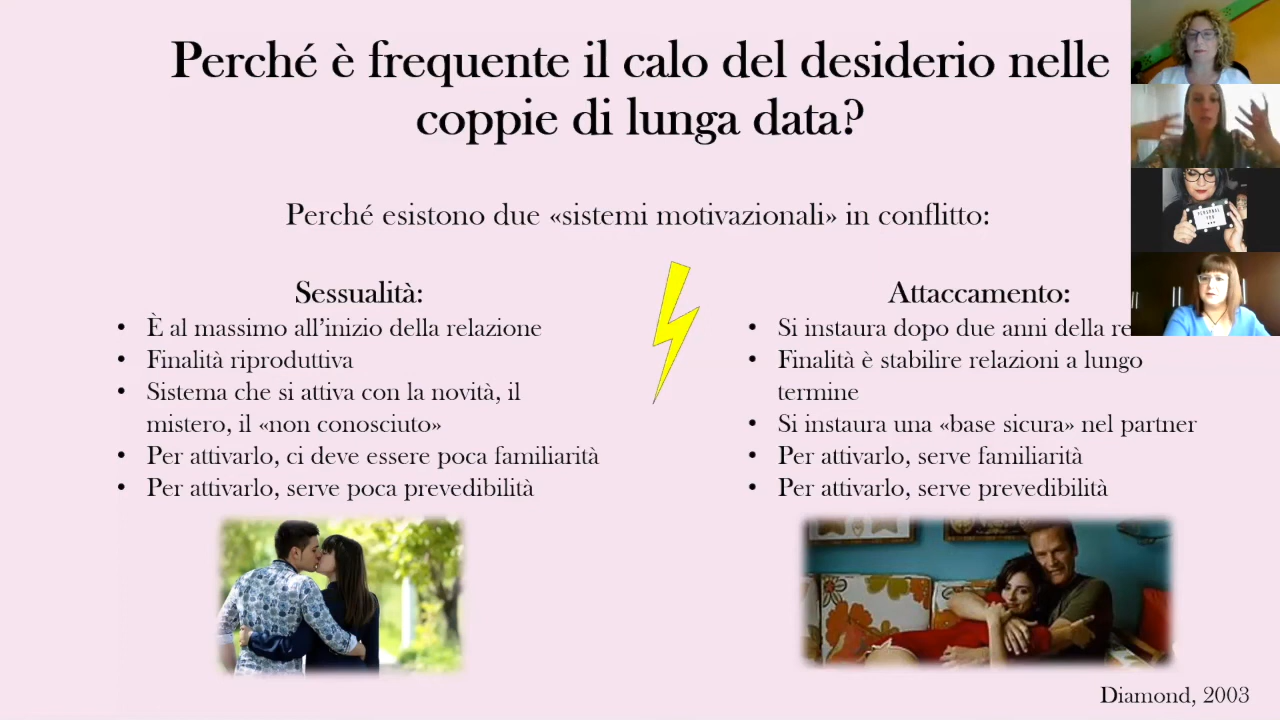 Perché è frequente il calo del desiderio nelle
coppie di lunga data?
Perché esistono due «sistemi motivazionali» in conflitto:
Sessualità:
• È al massimo all'inizio della relazione
• Finalità riproduttiva
• Sistema che si attiva con la novità, il
mistero, il «non conosciuto»
• Per attivarlo, ci deve essere poca familiarità
• Per attivarlo, serve poca prevedibilità
Attaccamento:
• Si instaura dopo due anni della re
• Finalità è stabilire relazioni a lungo
termine
• Si instaura una «base sicura» nel partner
• Per attivarlo, serve familiarità
• Per attivarlo, serve prevedibilità
Diamond, 2003